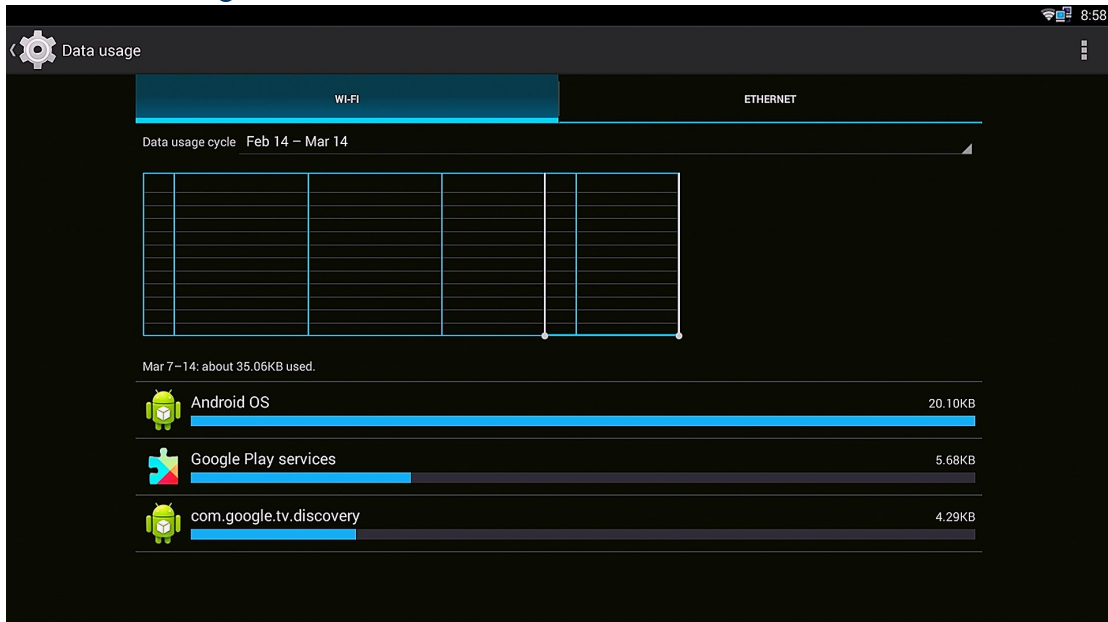 8:58
Data usage
WI-FI ETHERNET
Data usage cycle Feb 14 – Mar 14
Mar 7–14: about 35.06KB used.
Android OS 20.10KB
Google Play services 5.68KB
com.google.tv.discovery 4.29KB